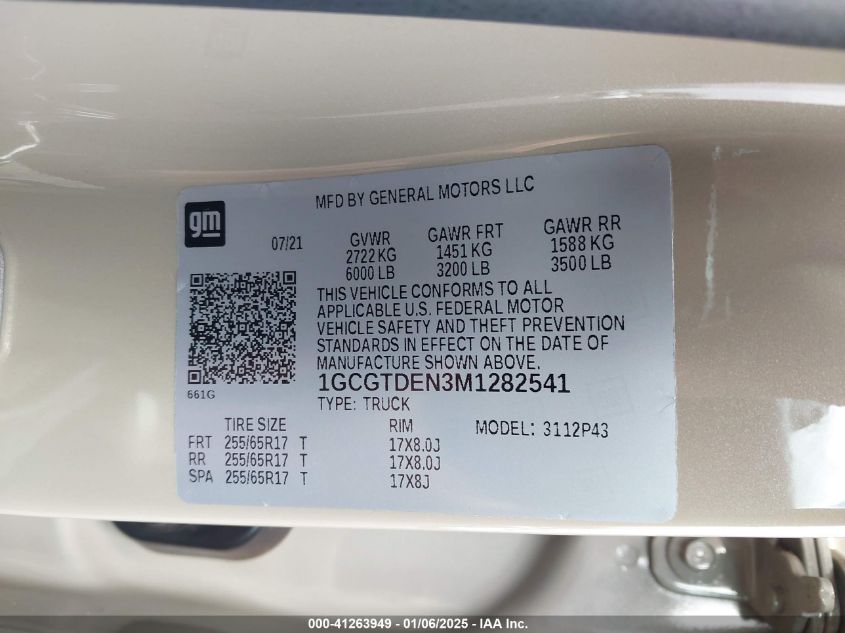 MFD BY GENERAL MOTORS LLC
gm
07/21 GVWR GAWR FRT GAWR RR
2722 KG 1451 KG 1588 KG
6000 LB 3200 LB 3500 LB
THIS VEHICLE CONFORMS TO ALL
APPLICABLE U.S. FEDERAL MOTOR
VEHICLE SAFETY AND THEFT PREVENTION
STANDARDS IN EFFECT ON THE DATE OF
MANUFACTURE SHOWN ABOVE.
1GCGTDEN3M1282541
661G
TYPE: TRUCK
TIRE SIZE RIM MODEL: 3112P43
FRT 255/65R17 T 17X8.0J
RR 255/65R17 T 17X8.0J
SPA 255/65R17 T 17X8J
000-41263949 — 01/06/2025 — IAA Inc.